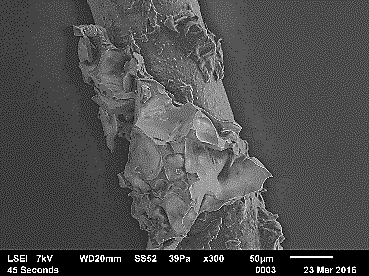 LSEI 7kV WD20mm SS52 39Pa x300 50μm
45 Seconds 0003 23 Mar 2016